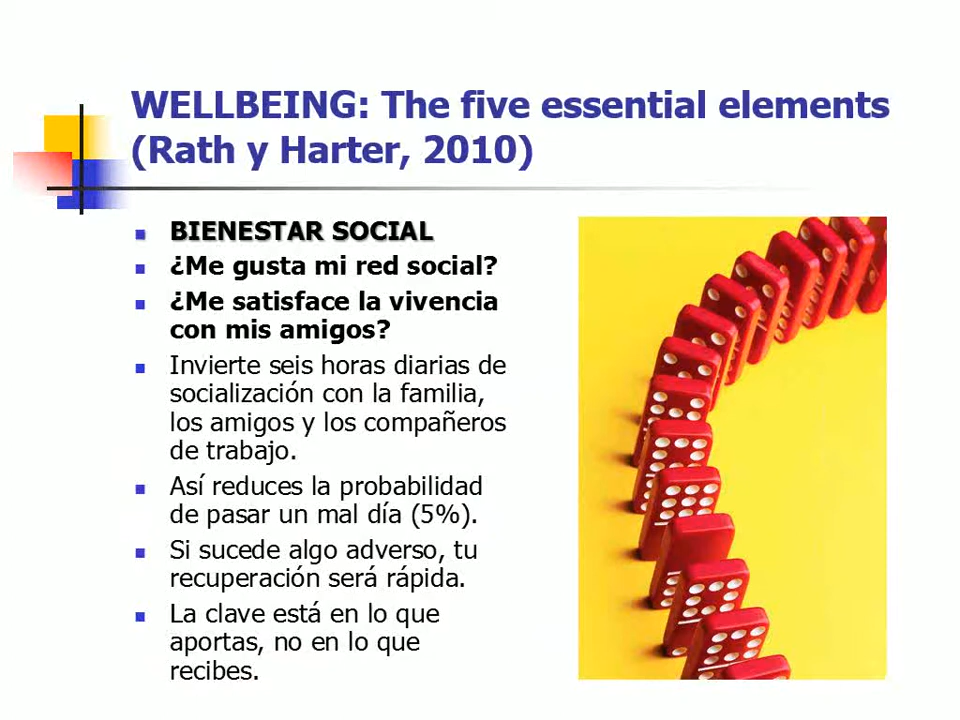 WELLBEING: The five essential elements
(Rath y Harter, 2010)
BIENESTAR SOCIAL
¿Me gusta mi red social?
¿Me satisface la vivencia
con mis amigos?
Invierte seis horas diarias de
socialización con la familia,
los amigos y los compañeros
de trabajo.
Así reduces la probabilidad
de pasar un mal día (5%).
Si sucede algo adverso, tu
recuperación será rápida.
La clave está en lo que
aportas, no en lo que
recibes.